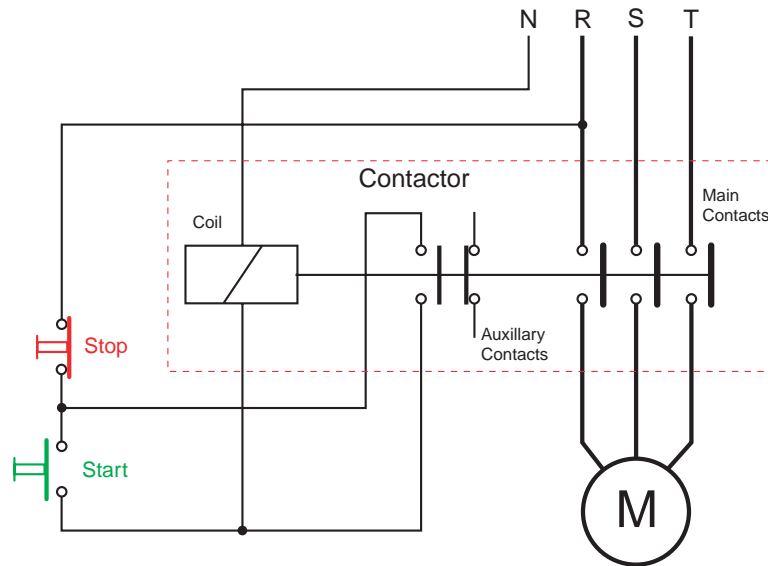 N R S T
Contactor
Main
Contacts
Coil
Auxillary
Contacts
Stop
Start
M